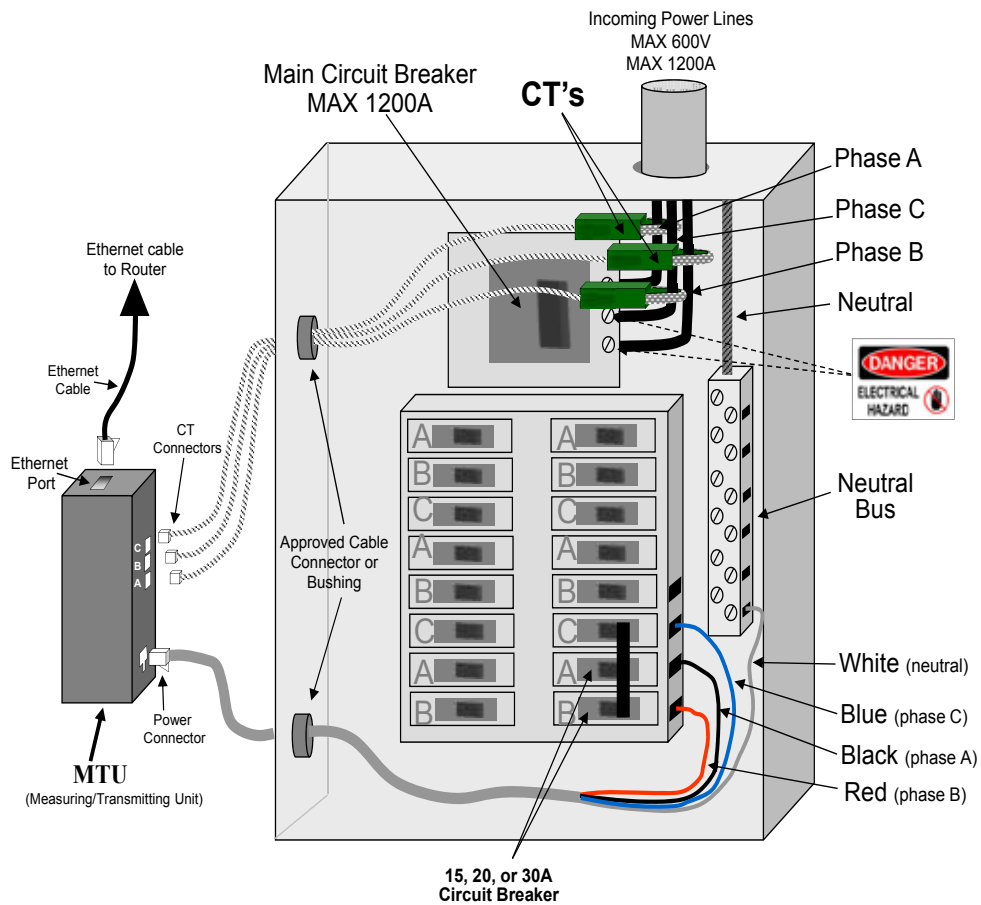 Incoming Power Lines
MAX 600V
MAX 1200A
Main Circuit Breaker
MAX 1200A
CT's
Phase A
Phase C
Phase B
Neutral
DANGER
ELECTRICAL
HAZARD
Ethernet cable
to Router
Ethernet
Cable
CT
Connectors
Ethernet
Port
C
B
A
Approved Cable
Connector or
Bushing
Neutral
Bus
A
A
B
B
C
C
A
A
B
B
C
C
A
A
B
B
White (neutral)
Blue (phase C)
Black (phase A)
Red (phase B)
Power
Connector
MTU
(Measuring/Transmitting Unit)
15, 20, or 30A
Circuit Breaker